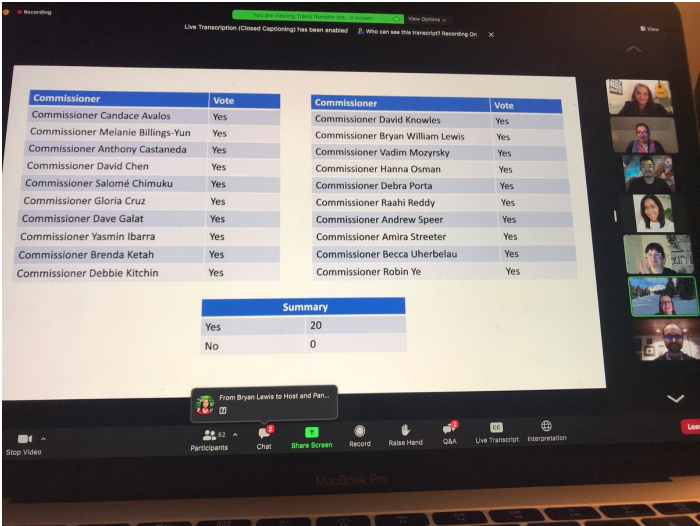 Recording
You are viewing Travis
screen
View Options
View
Live Transcription (Closed Captioning) has been enabled
Who can see this transcript? Recording On
Commissioner Vote
Commissioner Candace Avalos Yes
Commissioner Melanie Billings-Yun Yes
Commissioner Anthony Castaneda Yes
Commissioner David Chen Yes
Commissioner Salomé Chimuku Yes
Commissioner Gloria Cruz Yes
Commissioner Dave Galat Yes
Commissioner Yasmin Ibarra Yes
Commissioner Brenda Ketah Yes
Commissioner Debbie Kitchin Yes
Commissioner Vote
Commissioner David Knowles Yes
Commissioner Bryan William Lewis Yes
Commissioner Vadim Mozyrsky Yes
Commissioner Hanna Osman Yes
Commissioner Debra Porta Yes
Commissioner Raahi Reddy Yes
Commissioner Andrew Speer Yes
Commissioner Amira Streeter Yes
Commissioner Becca Uherbelau Yes
Commissioner Robin Ye Yes
Summary
Yes 20
No 0
From Bryan Lewis to Host and Pan...
Stop Video
52
Participants
2
Chat
Share Screen
Record
Raise Hand
2
Q&A
CC
Live Transcript
Interpretation
MacBook Pro